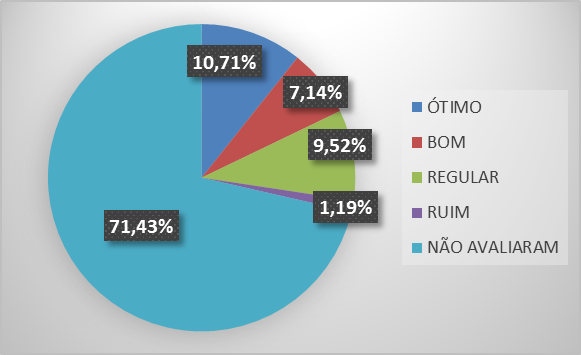 10,71%
7,14%
9,52%
1,19%
71,43%
ÓTIMO
BOM
REGULAR
RUIM
NÃO AVALIARAM